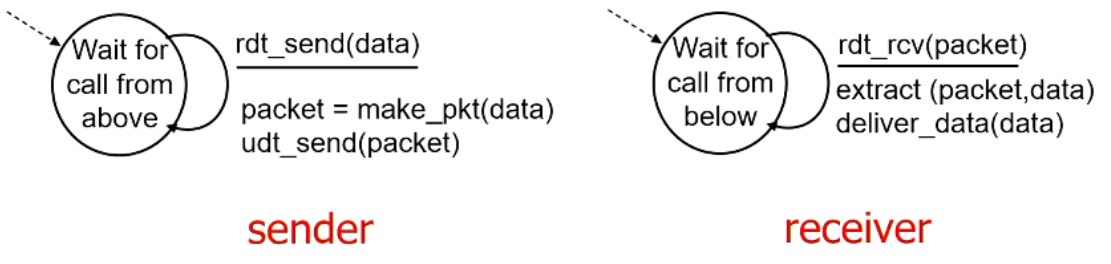 Wait for
call from
above
rdt_send(data)
packet = make_pkt(data)
udt_send(packet)
sender
Wait for
call from
below
rdt_rcv(packet)
extract (packet,data)
deliver_data(data)
receiver